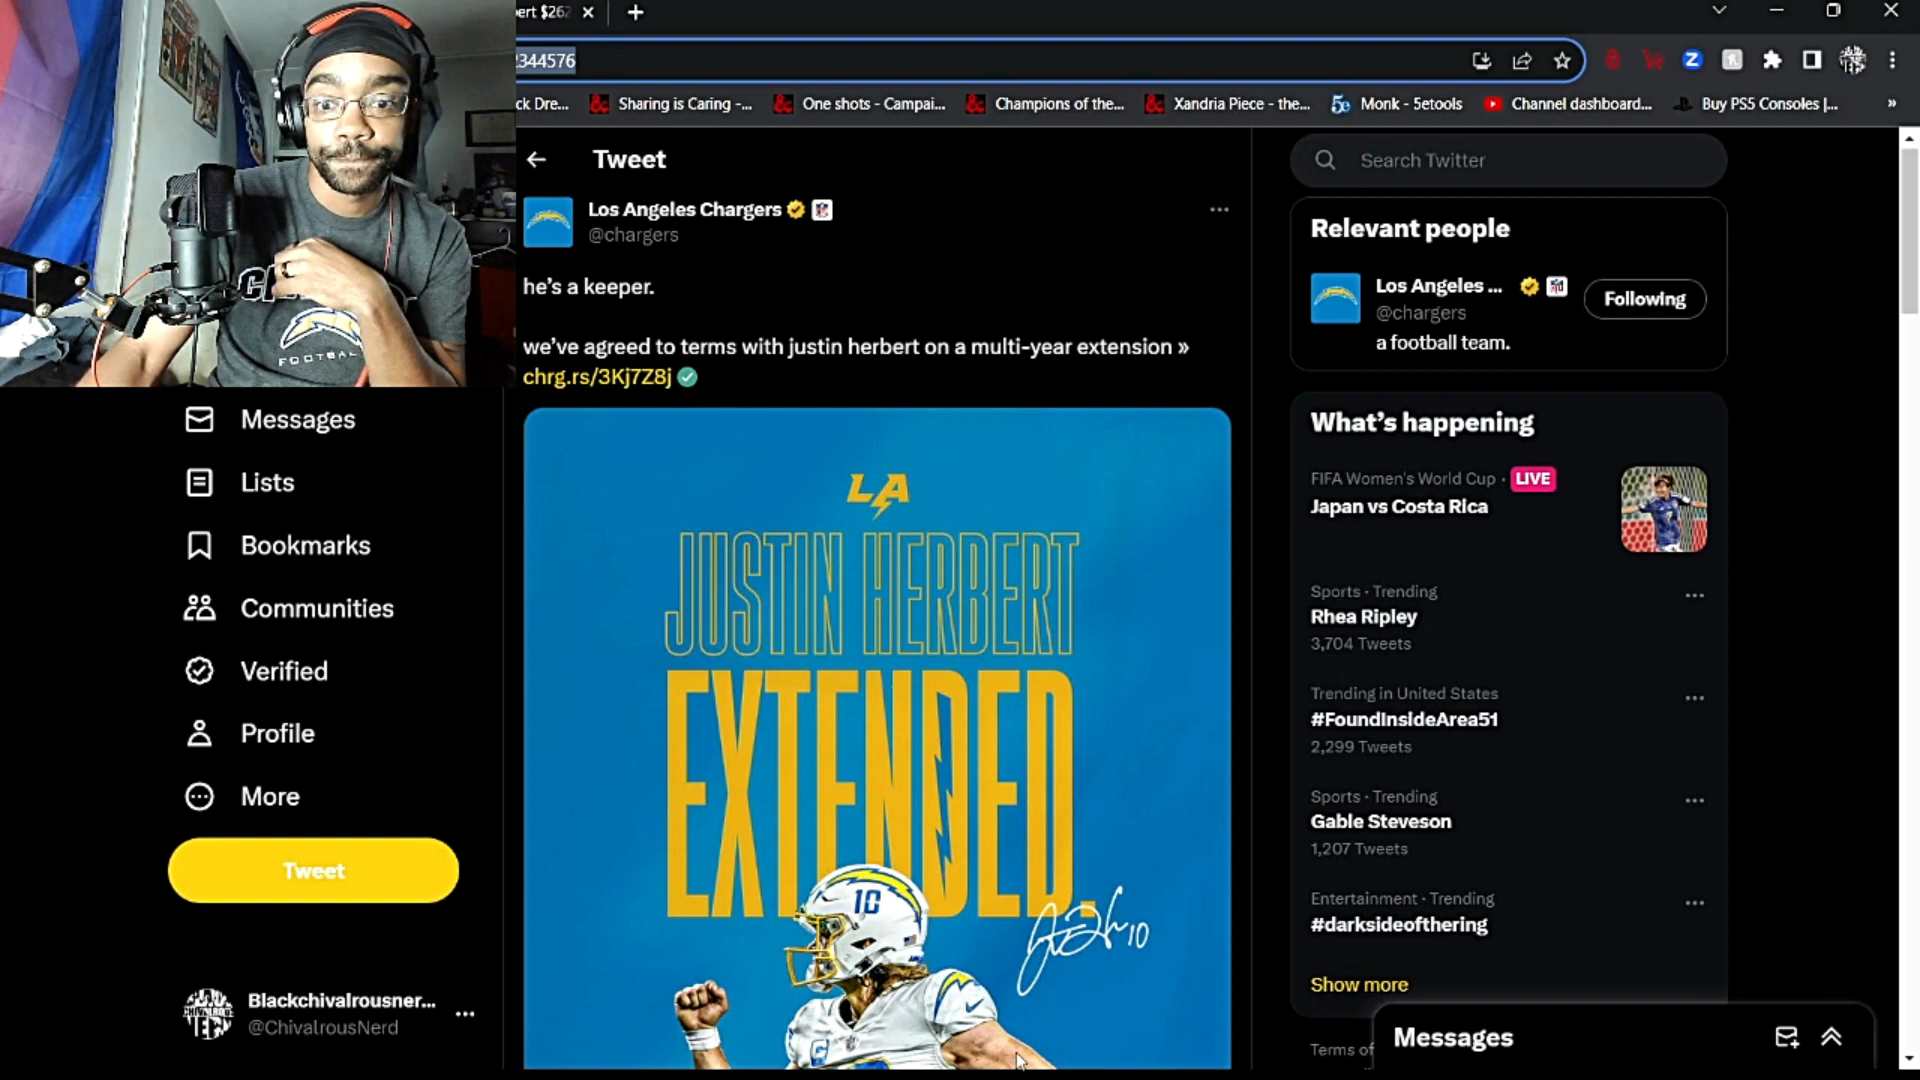 ert $262
344576
ck Dre...
Sharing is Caring -...
One shots - Campai...
Champions of the...
Xandria Piece - the...
Monk - 5etools
Channel dashboard...
Buy PS5 Consoles |...
»
Tweet
Los Angeles Chargers
@chargers
he's a keeper.
we've agreed to terms with justin herbert on a multi-year extension »
chrg.rs/3Kj7Z8j
LA
JUSTIN HERBERT
EXTENDED.
10
10
FOOTBAL
Messages
Lists
Bookmarks
Communities
Verified
Profile
More
Tweet
Blackchivalrousner...
@ChivalrousNerd
Search Twitter
Relevant people
Los Angeles ...
@chargers
Following
a football team.
What's happening
FIFA Women's World Cup · LIVE
Japan vs Costa Rica
Sports · Trending
Rhea Ripley
3,704 Tweets
Trending in United States
#FoundInsideArea51
2,299 Tweets
Sports · Trending
Gable Steveson
1,207 Tweets
Entertainment · Trending
#darksideofthering
Show more
Terms of
Messages